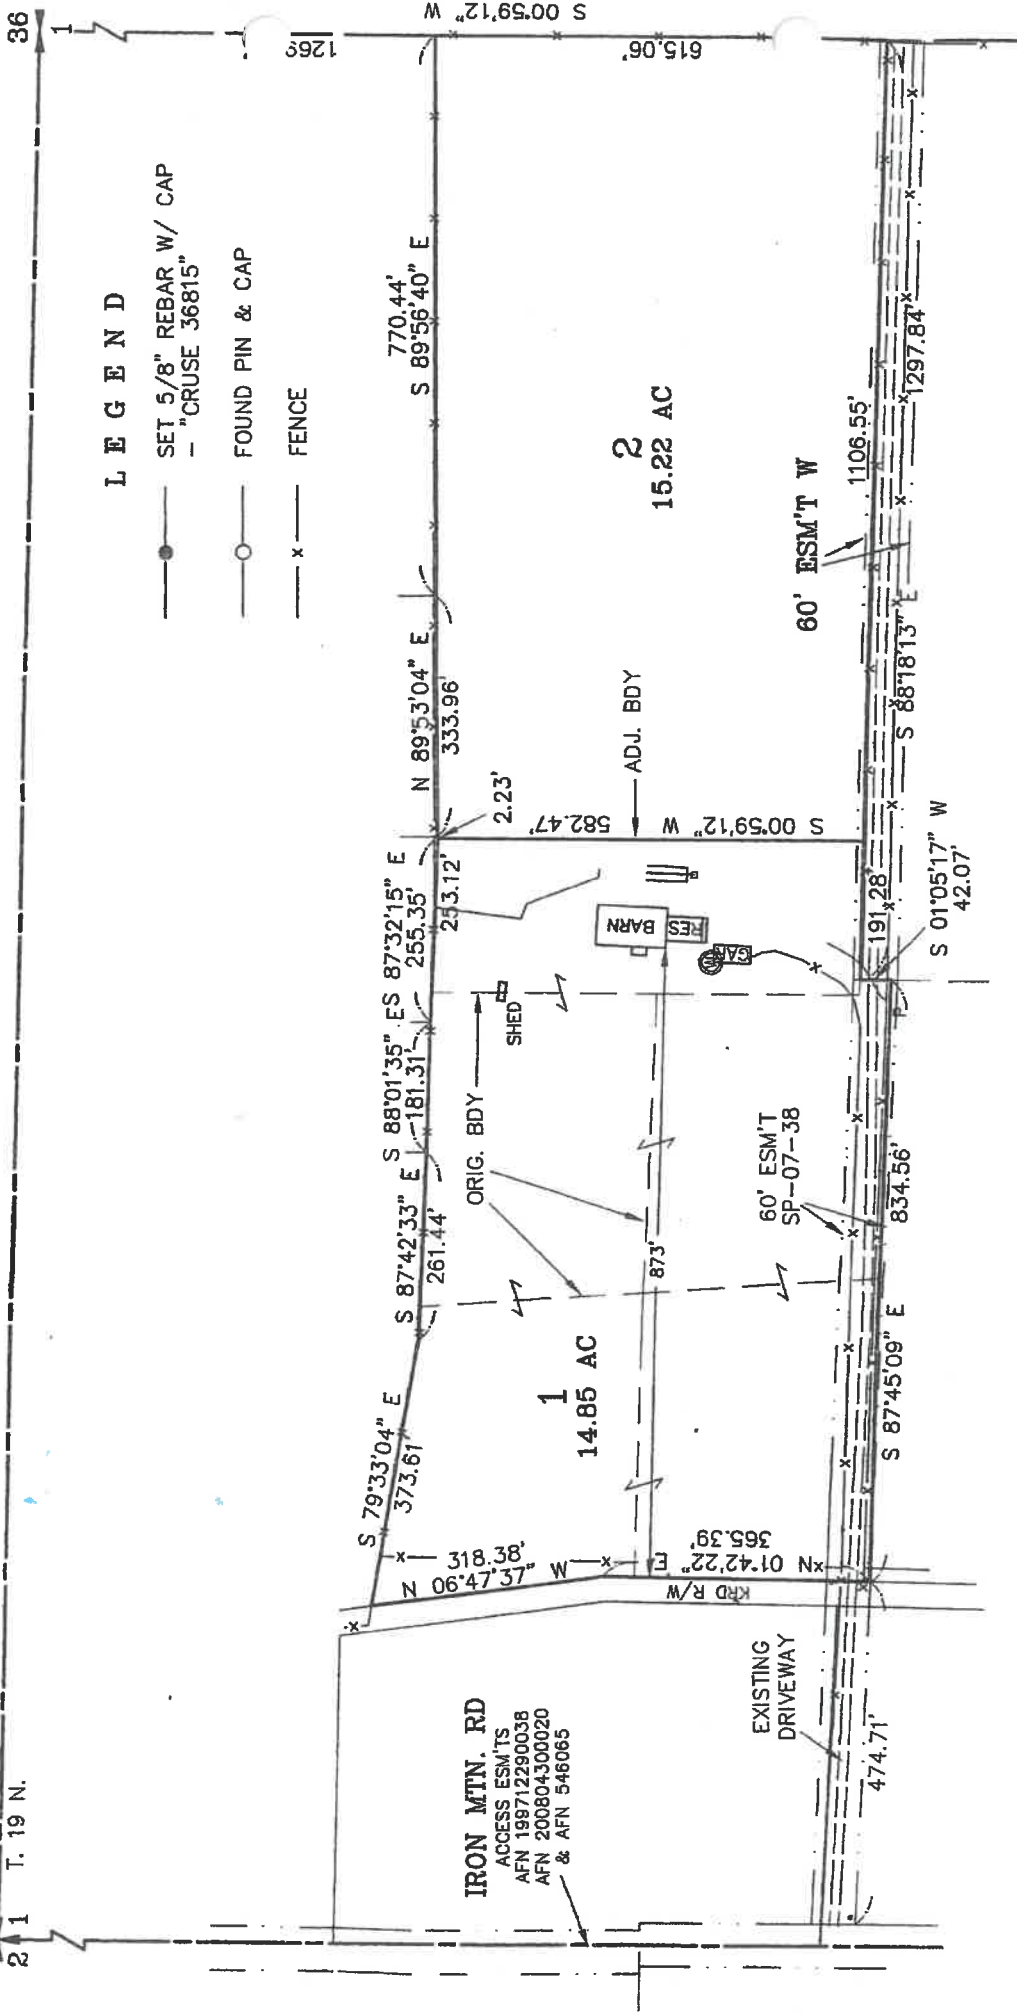 36
1
2 1 T. 19 N.
S 00°59'12" W
615.06'
LEGEND
SET 5/8" REBAR W/ CAP
- "CRUSE 36815"
FOUND PIN & CAP
x FENCE
770.44'
S 89°56'40" E
N 89°53'04" E
333.96'
2.23'
S 87°32'15" E
255.35'
253.12'
S 88°01'35" E
181.31'
S 87°42'33" E
261.44'
S 79°33'04" E
373.61
318.38'
N 06°47'37" W
N 01°42'22" E
365.39'
KRD R/W
2
15.22 AC
1
14.85 AC
ADJ. BDY
582.47'
S 00°59'12" W
BARN
RES
GAR
SHED
ORIG. BDY
873'
60' ESM'T W
1106.55'
1297.84'
S 88°18'13" E
191.28'
S 01°05'17" W
42.07'
60' ESM'T
SP-07-38
834.56'
S 87°45'09" E
IRON MTN. RD
ACCESS ESM'TS
AFN 199712290038
AFN 200804300020
& AFN 546065
EXISTING
DRIVEWAY
474.71'